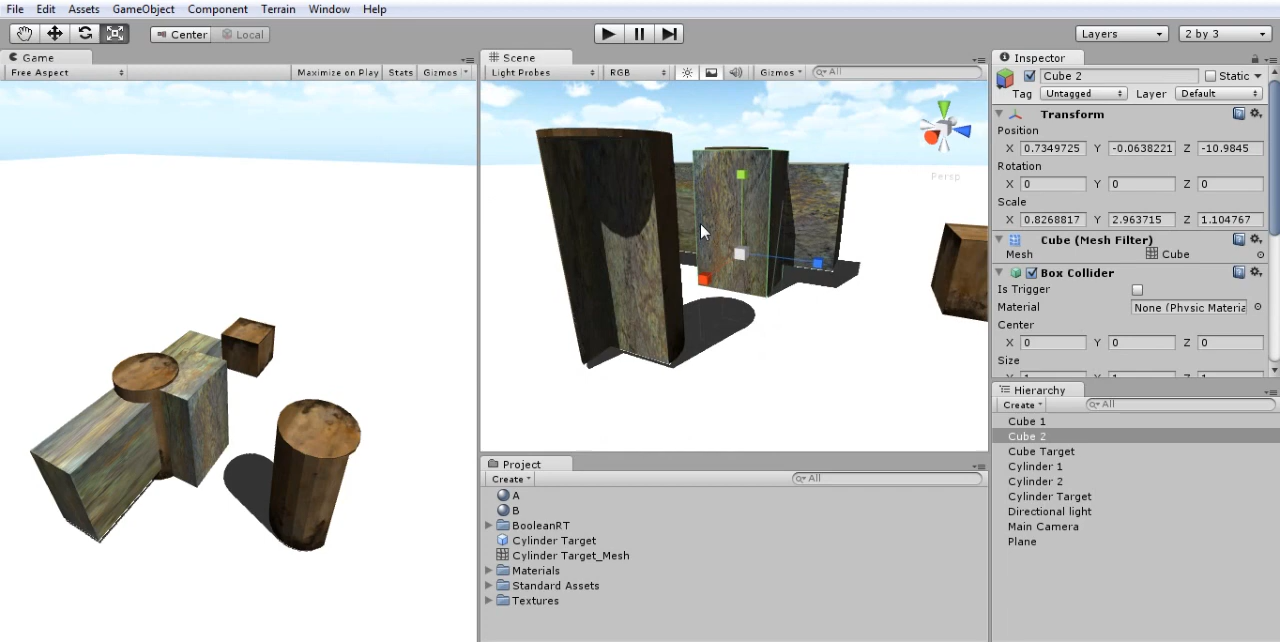 File Edit Assets GameObject Component Terrain Window Help
Center Local
Layers 2 by 3
Game
Free Aspect Maximize on Play Stats Gizmos
Scene
Light Probes RGB Gizmos All
Persp
Project
Create All
A
B
BooleanRT
Cylinder Target
Cylinder Target_Mesh
Materials
Standard Assets
Textures
Inspector
Cube 2 Static
Tag Untagged Layer Default
Transform
Position
X 0.7349725 Y -0.0638221 Z -10.9845
Rotation
X 0 Y 0 Z 0
Scale
X 0.8268817 Y 2.963715 Z 1.104767
Cube (Mesh Filter)
Mesh Cube
Box Collider
Is Trigger
Material None (Physic Materia
Center
X 0 Y 0 Z 0
Size
X 1 Y 1 Z 1
Hierarchy
Create All
Cube 1
Cube 2
Cube Target
Cylinder 1
Cylinder 2
Cylinder Target
Directional light
Main Camera
Plane